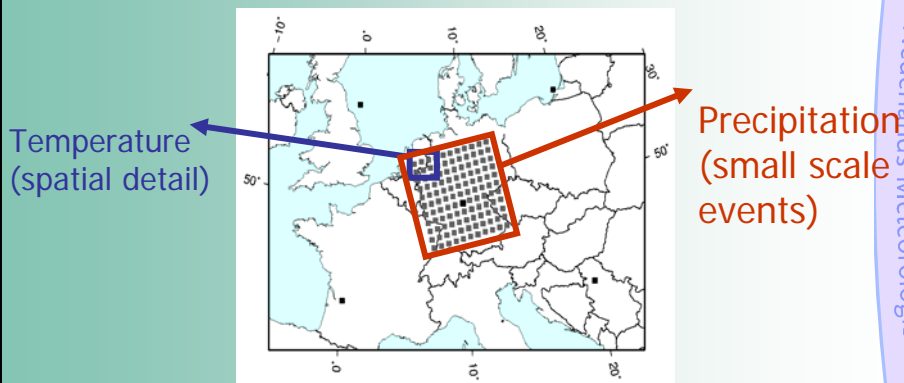 -10°
0°
10°
20°
30°
Temperature
(spatial detail)
50°
50°
Precipitation
(small scale
events)
0°
10°
20°